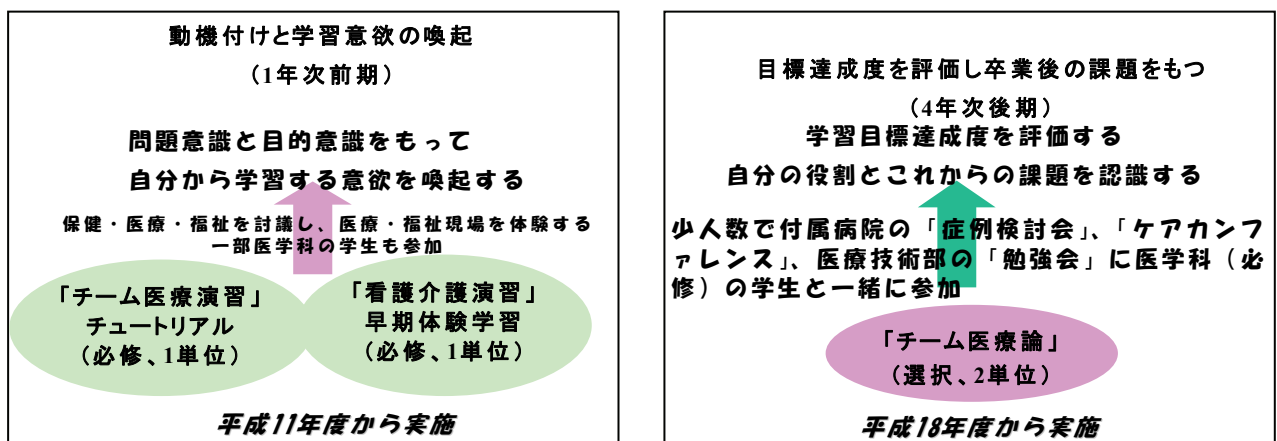 動機付けと学習意欲の喚起
（1年次前期）
問題意識と目的意識をもって
自分から学習する意欲を喚起する
保健・医療・福祉を討議し、医療・福祉現場を体験する
一部医学科の学生も参加
「チーム医療演習」
チュートリアル
（必修、1単位）
「看護介護演習」
早期体験学習
（必修、1単位）
平成11年度から実施
目標達成度を評価し卒業後の課題をもつ
（4年次後期）
学習目標達成度を評価する
自分の役割とこれからの課題を認識する
少人数で付属病院の「症例検討会」、「ケアカンフ
ァレンス」、医療技術部の「勉強会」に医学科（必
修）の学生と一緒に参加
「チーム医療論」
（選択、2単位）
平成18年度から実施